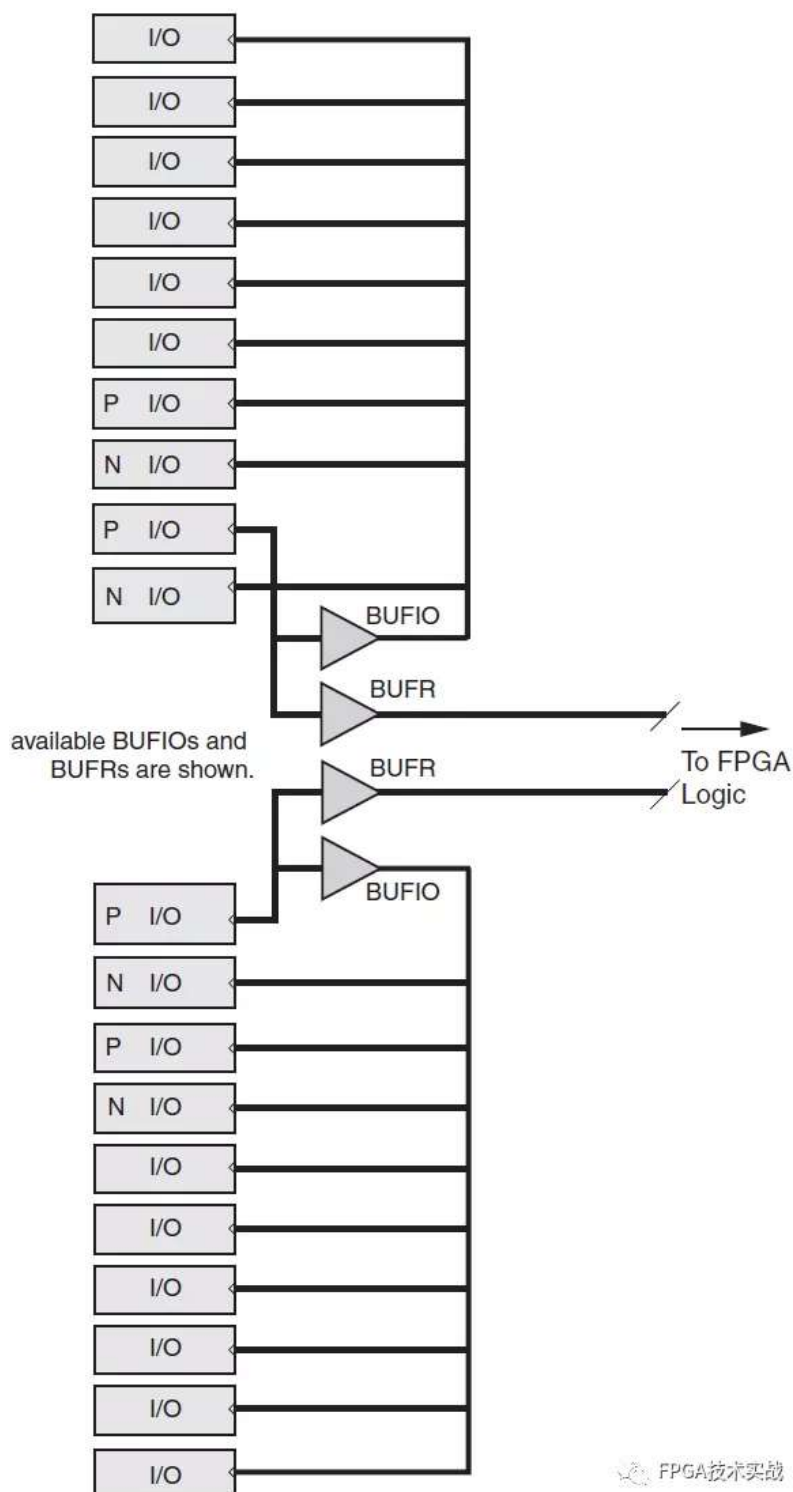 I/O
I/O
I/O
I/O
I/O
I/O
P I/O
N I/O
P I/O
N I/O
BUFIO
BUFR
available BUFIOs and
BUFRs are shown.
To FPGA
Logic
BUFR
BUFIO
P I/O
N I/O
P I/O
N I/O
I/O
I/O
I/O
I/O
I/O
I/O
FPGA技术实战